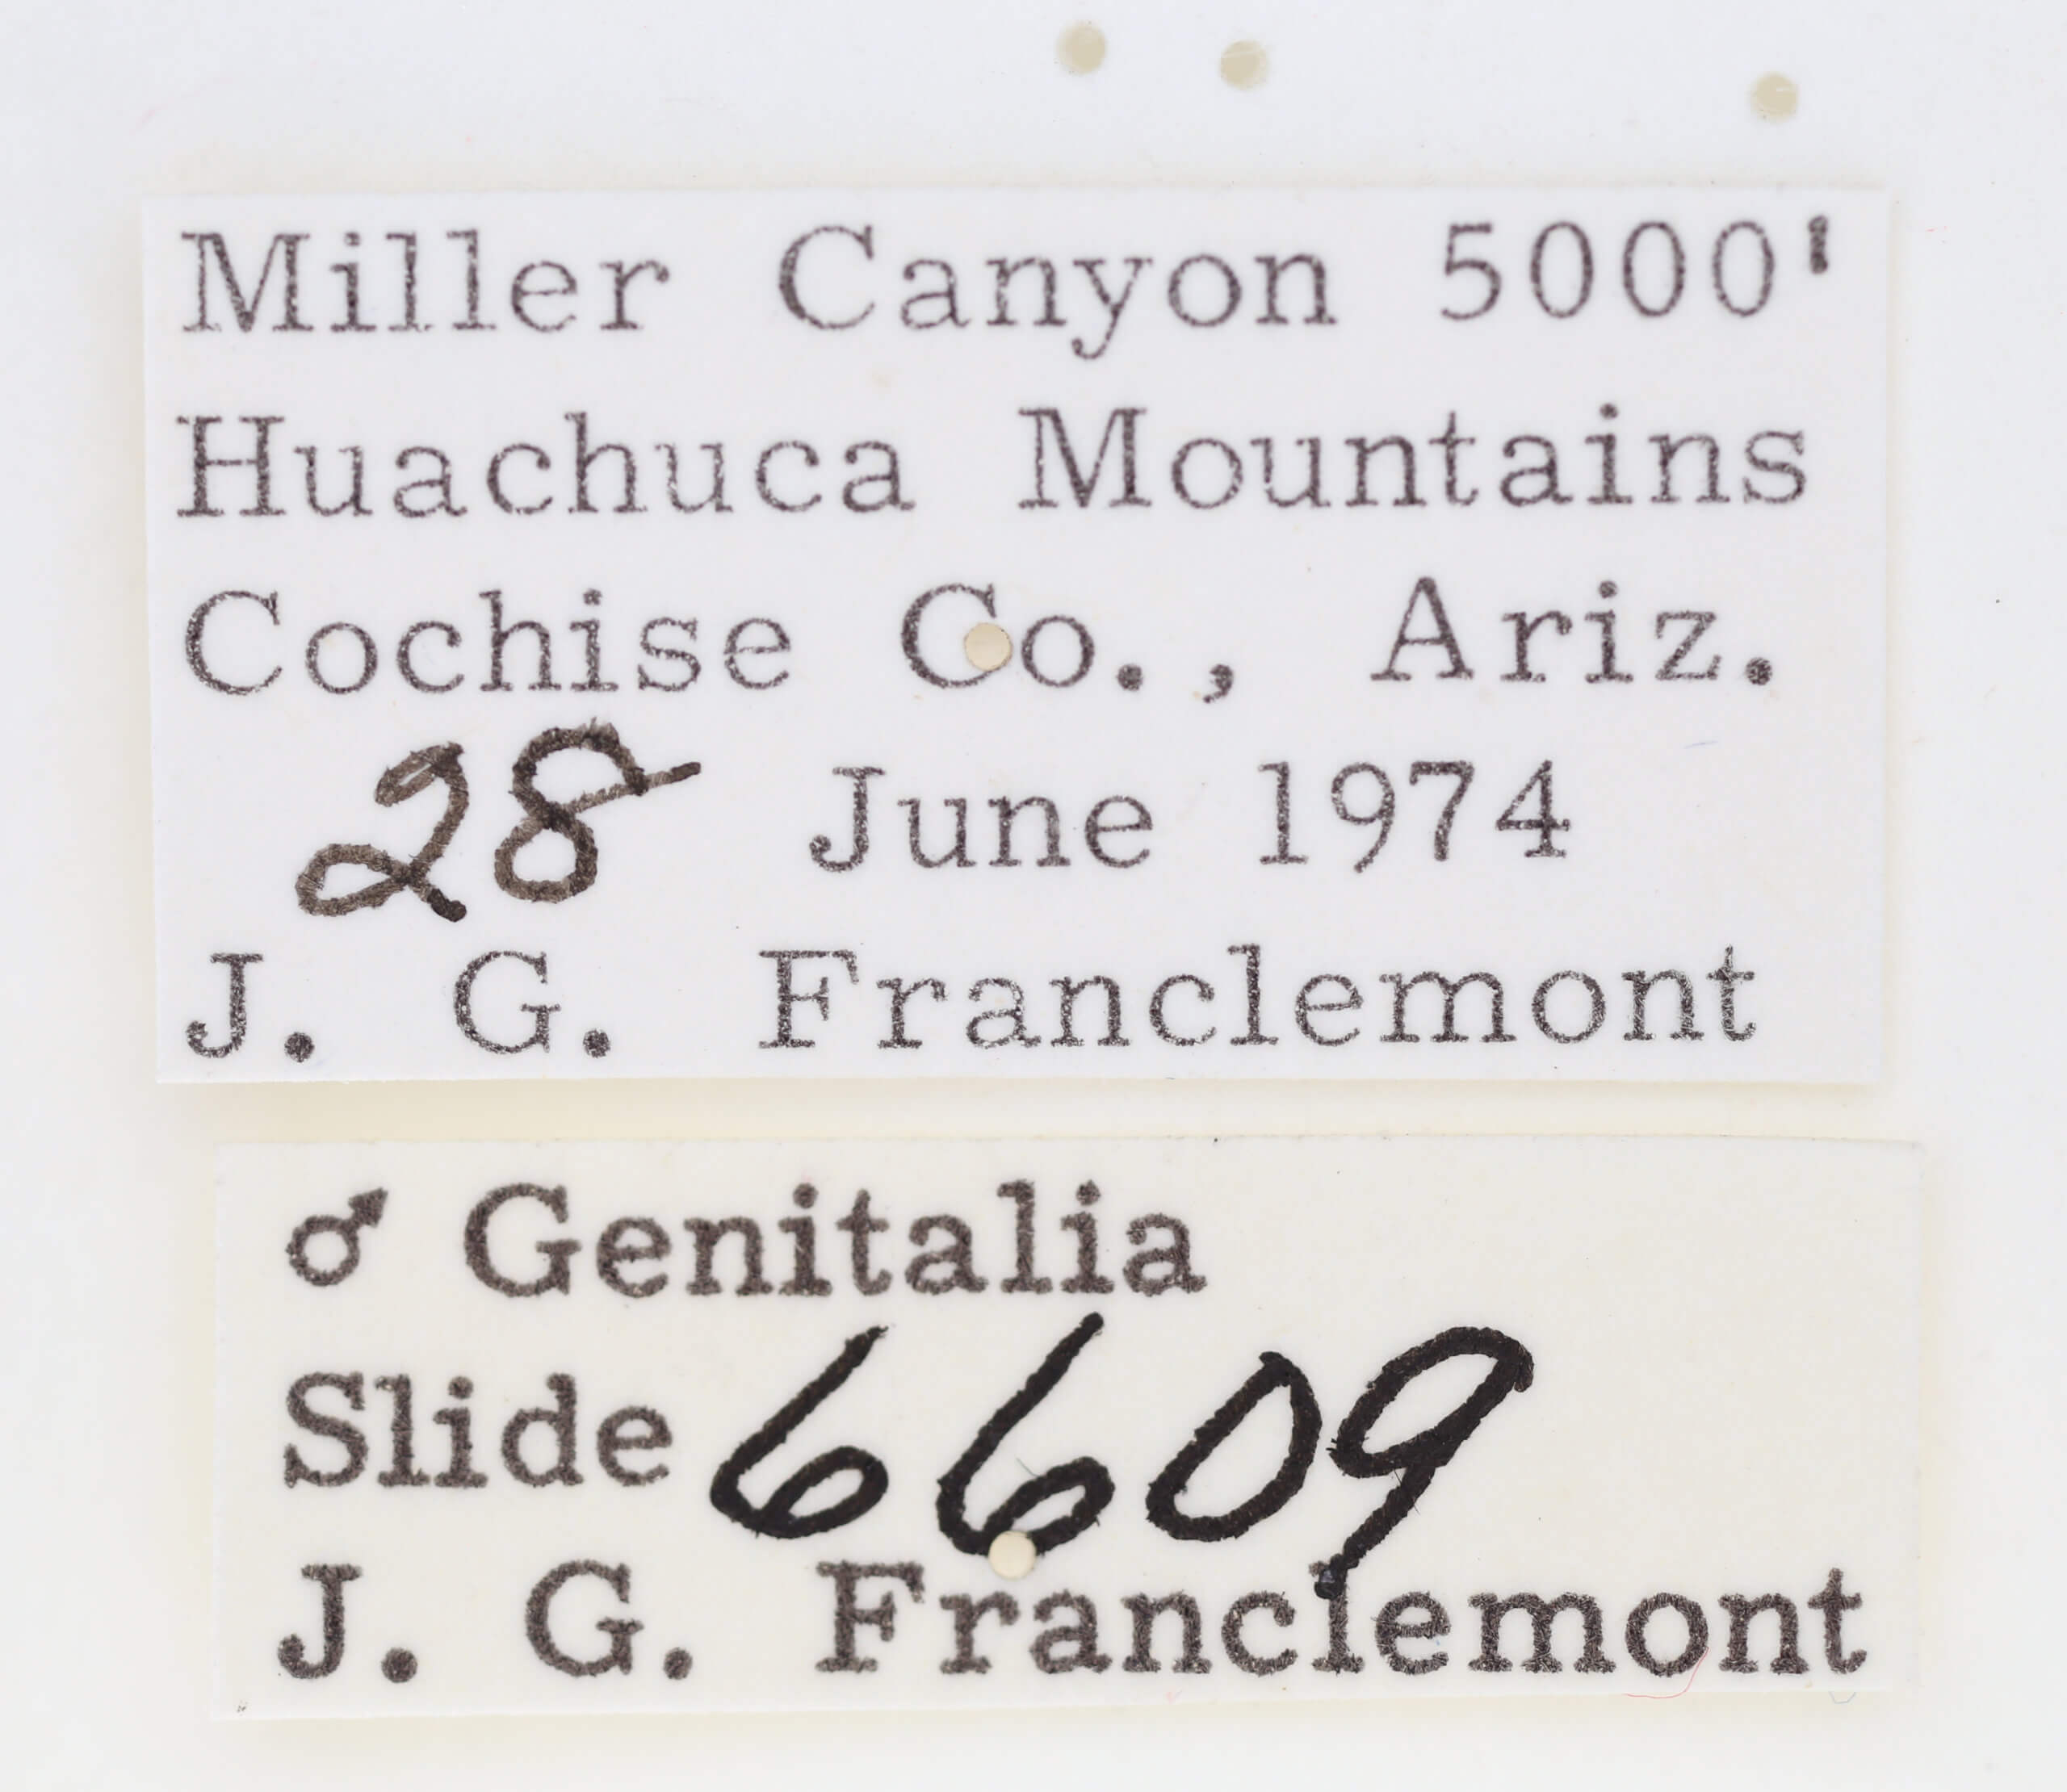 Miller Canyon 5000'
Huachuca Mountains
Cochise Co., Ariz.
28 June 1974
J. G. Franclemont
♂ Genitalia
Slide 6609
J. G. Franclemont